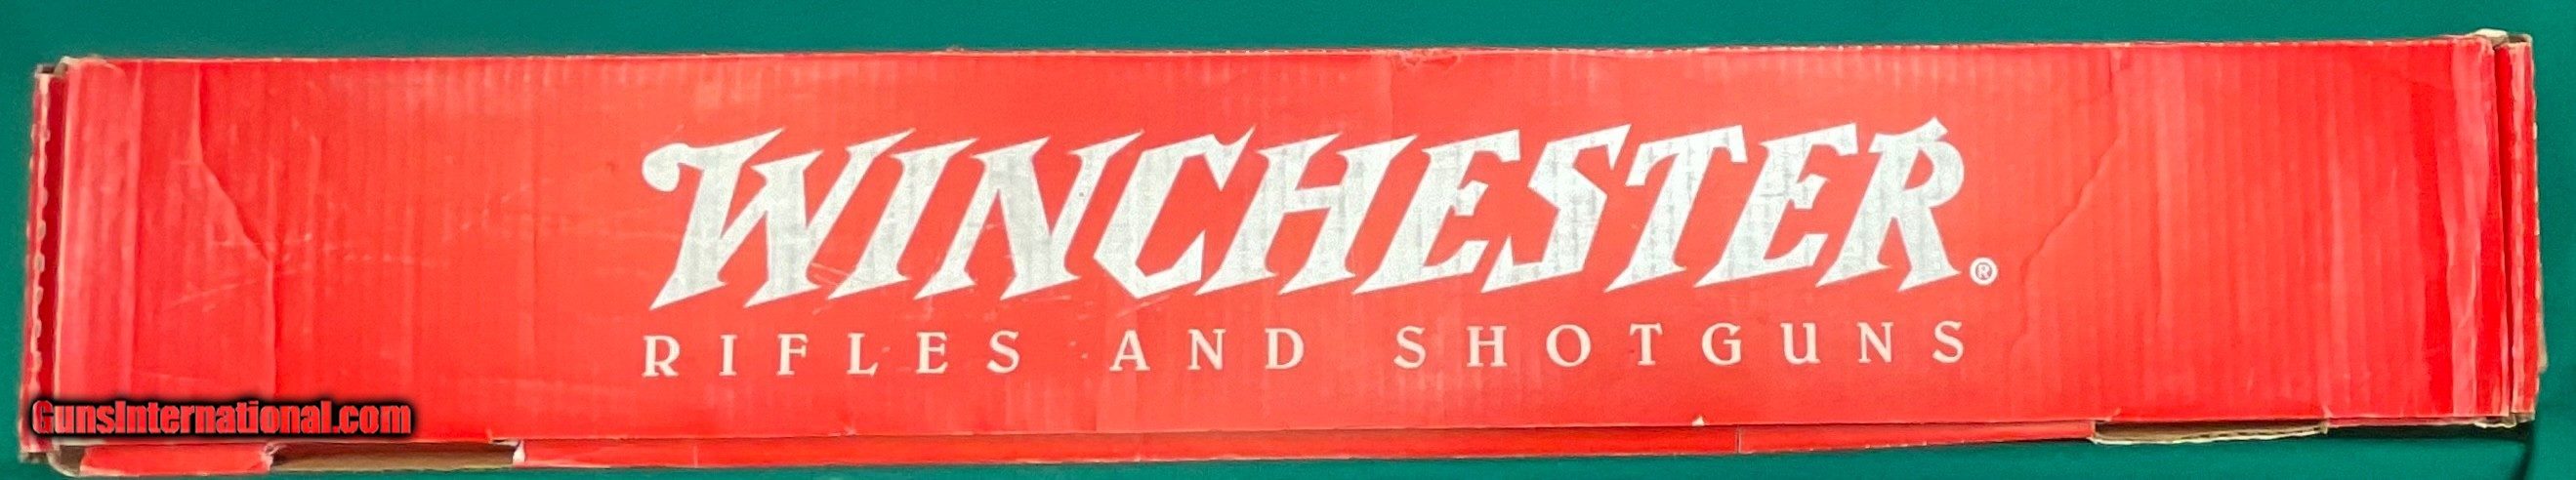 WINCHESTER®
RIFLES AND SHOTGUNS
GunsInternational.com